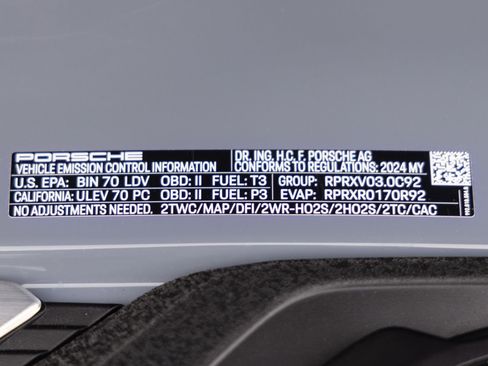 PORSCHE DR. ING. H.C. F. PORSCHE AG
VEHICLE EMISSION CONTROL INFORMATION CONFORMS TO REGULATIONS: 2024 MY
U.S. EPA: BIN 70 LDV OBD: II FUEL: T3 GROUP: RPRXV03.0C92
CALIFORNIA: ULEV 70 PC OBD: II FUEL: P3 EVAP: RPRXR0170R92
NO ADJUSTMENTS NEEDED. 2TWC/MAP/DFI/2WR-HO2S/2HO2S/2TC/CAC